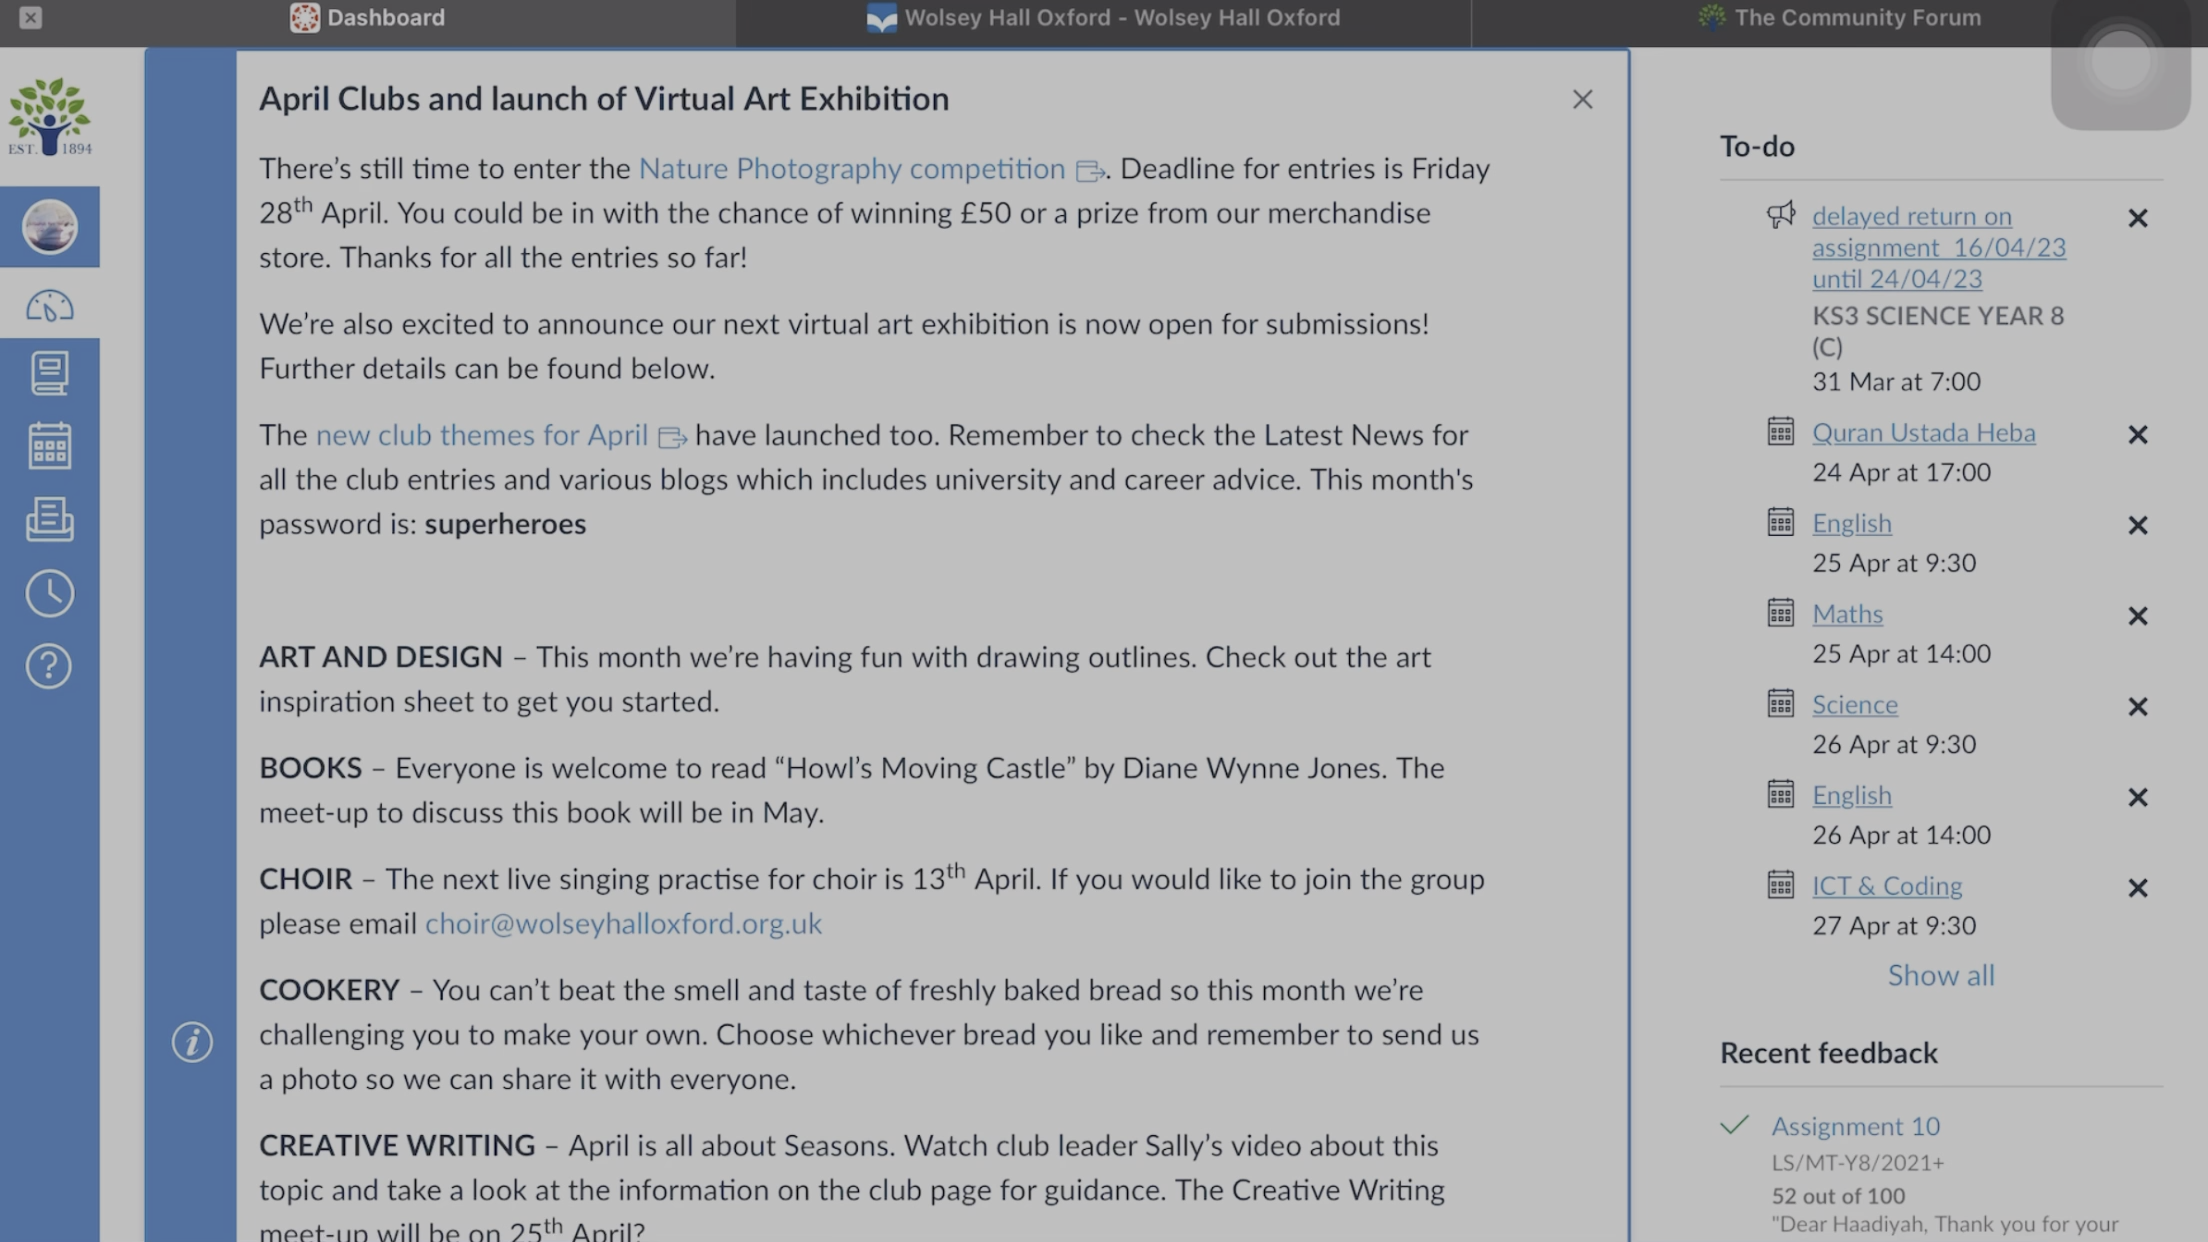 Dashboard
Wolsey Hall Oxford - Wolsey Hall Oxford
The Community Forum
EST. 1894
April Clubs and launch of Virtual Art Exhibition
There's still time to enter the Nature Photography competition. Deadline for entries is Friday
28th April. You could be in with the chance of winning £50 or a prize from our merchandise
store. Thanks for all the entries so far!
We're also excited to announce our next virtual art exhibition is now open for submissions!
Further details can be found below.
The new club themes for April have launched too. Remember to check the Latest News for
all the club entries and various blogs which includes university and career advice. This month's
password is: superheroes
ART AND DESIGN – This month we're having fun with drawing outlines. Check out the art
inspiration sheet to get you started.
BOOKS – Everyone is welcome to read “Howl's Moving Castle” by Diane Wynne Jones. The
meet-up to discuss this book will be in May.
CHOIR – The next live singing practise for choir is 13th April. If you would like to join the group
please email choir@wolseyhalloxford.org.uk
COOKERY – You can't beat the smell and taste of freshly baked bread so this month we're
challenging you to make your own. Choose whichever bread you like and remember to send us
a photo so we can share it with everyone.
CREATIVE WRITING – April is all about Seasons. Watch club leader Sally's video about this
topic and take a look at the information on the club page for guidance. The Creative Writing
meet-up will be on 25th April?
To-do
delayed return on
assignment 16/04/23
until 24/04/23
KS3 SCIENCE YEAR 8
(C)
31 Mar at 7:00
Quran Ustada Heba
24 Apr at 17:00
English
25 Apr at 9:30
Maths
25 Apr at 14:00
Science
26 Apr at 9:30
English
26 Apr at 14:00
ICT & Coding
27 Apr at 9:30
Show all
Recent feedback
Assignment 10
LS/MT-Y8/2021+
52 out of 100
"Dear Haadiyah, Thank you for your